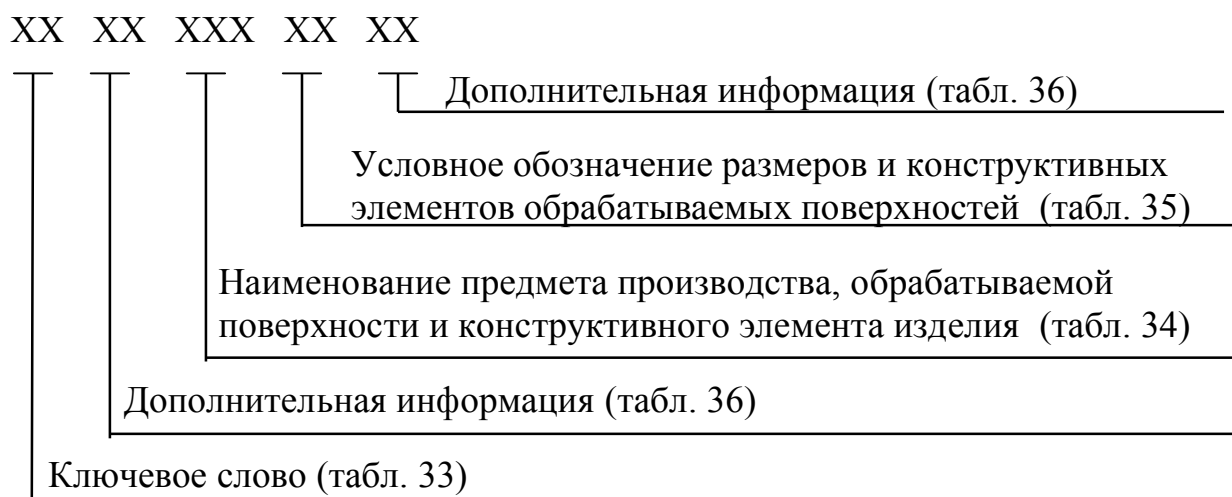 XX XX XXX XX XX
Дополнительная информация (табл. 36)
Условное обозначение размеров и конструктивных
элементов обрабатываемых поверхностей (табл. 35)
Наименование предмета производства, обрабатываемой
поверхности и конструктивного элемента изделия (табл. 34)
Дополнительная информация (табл. 36)
Ключевое слово (табл. 33)